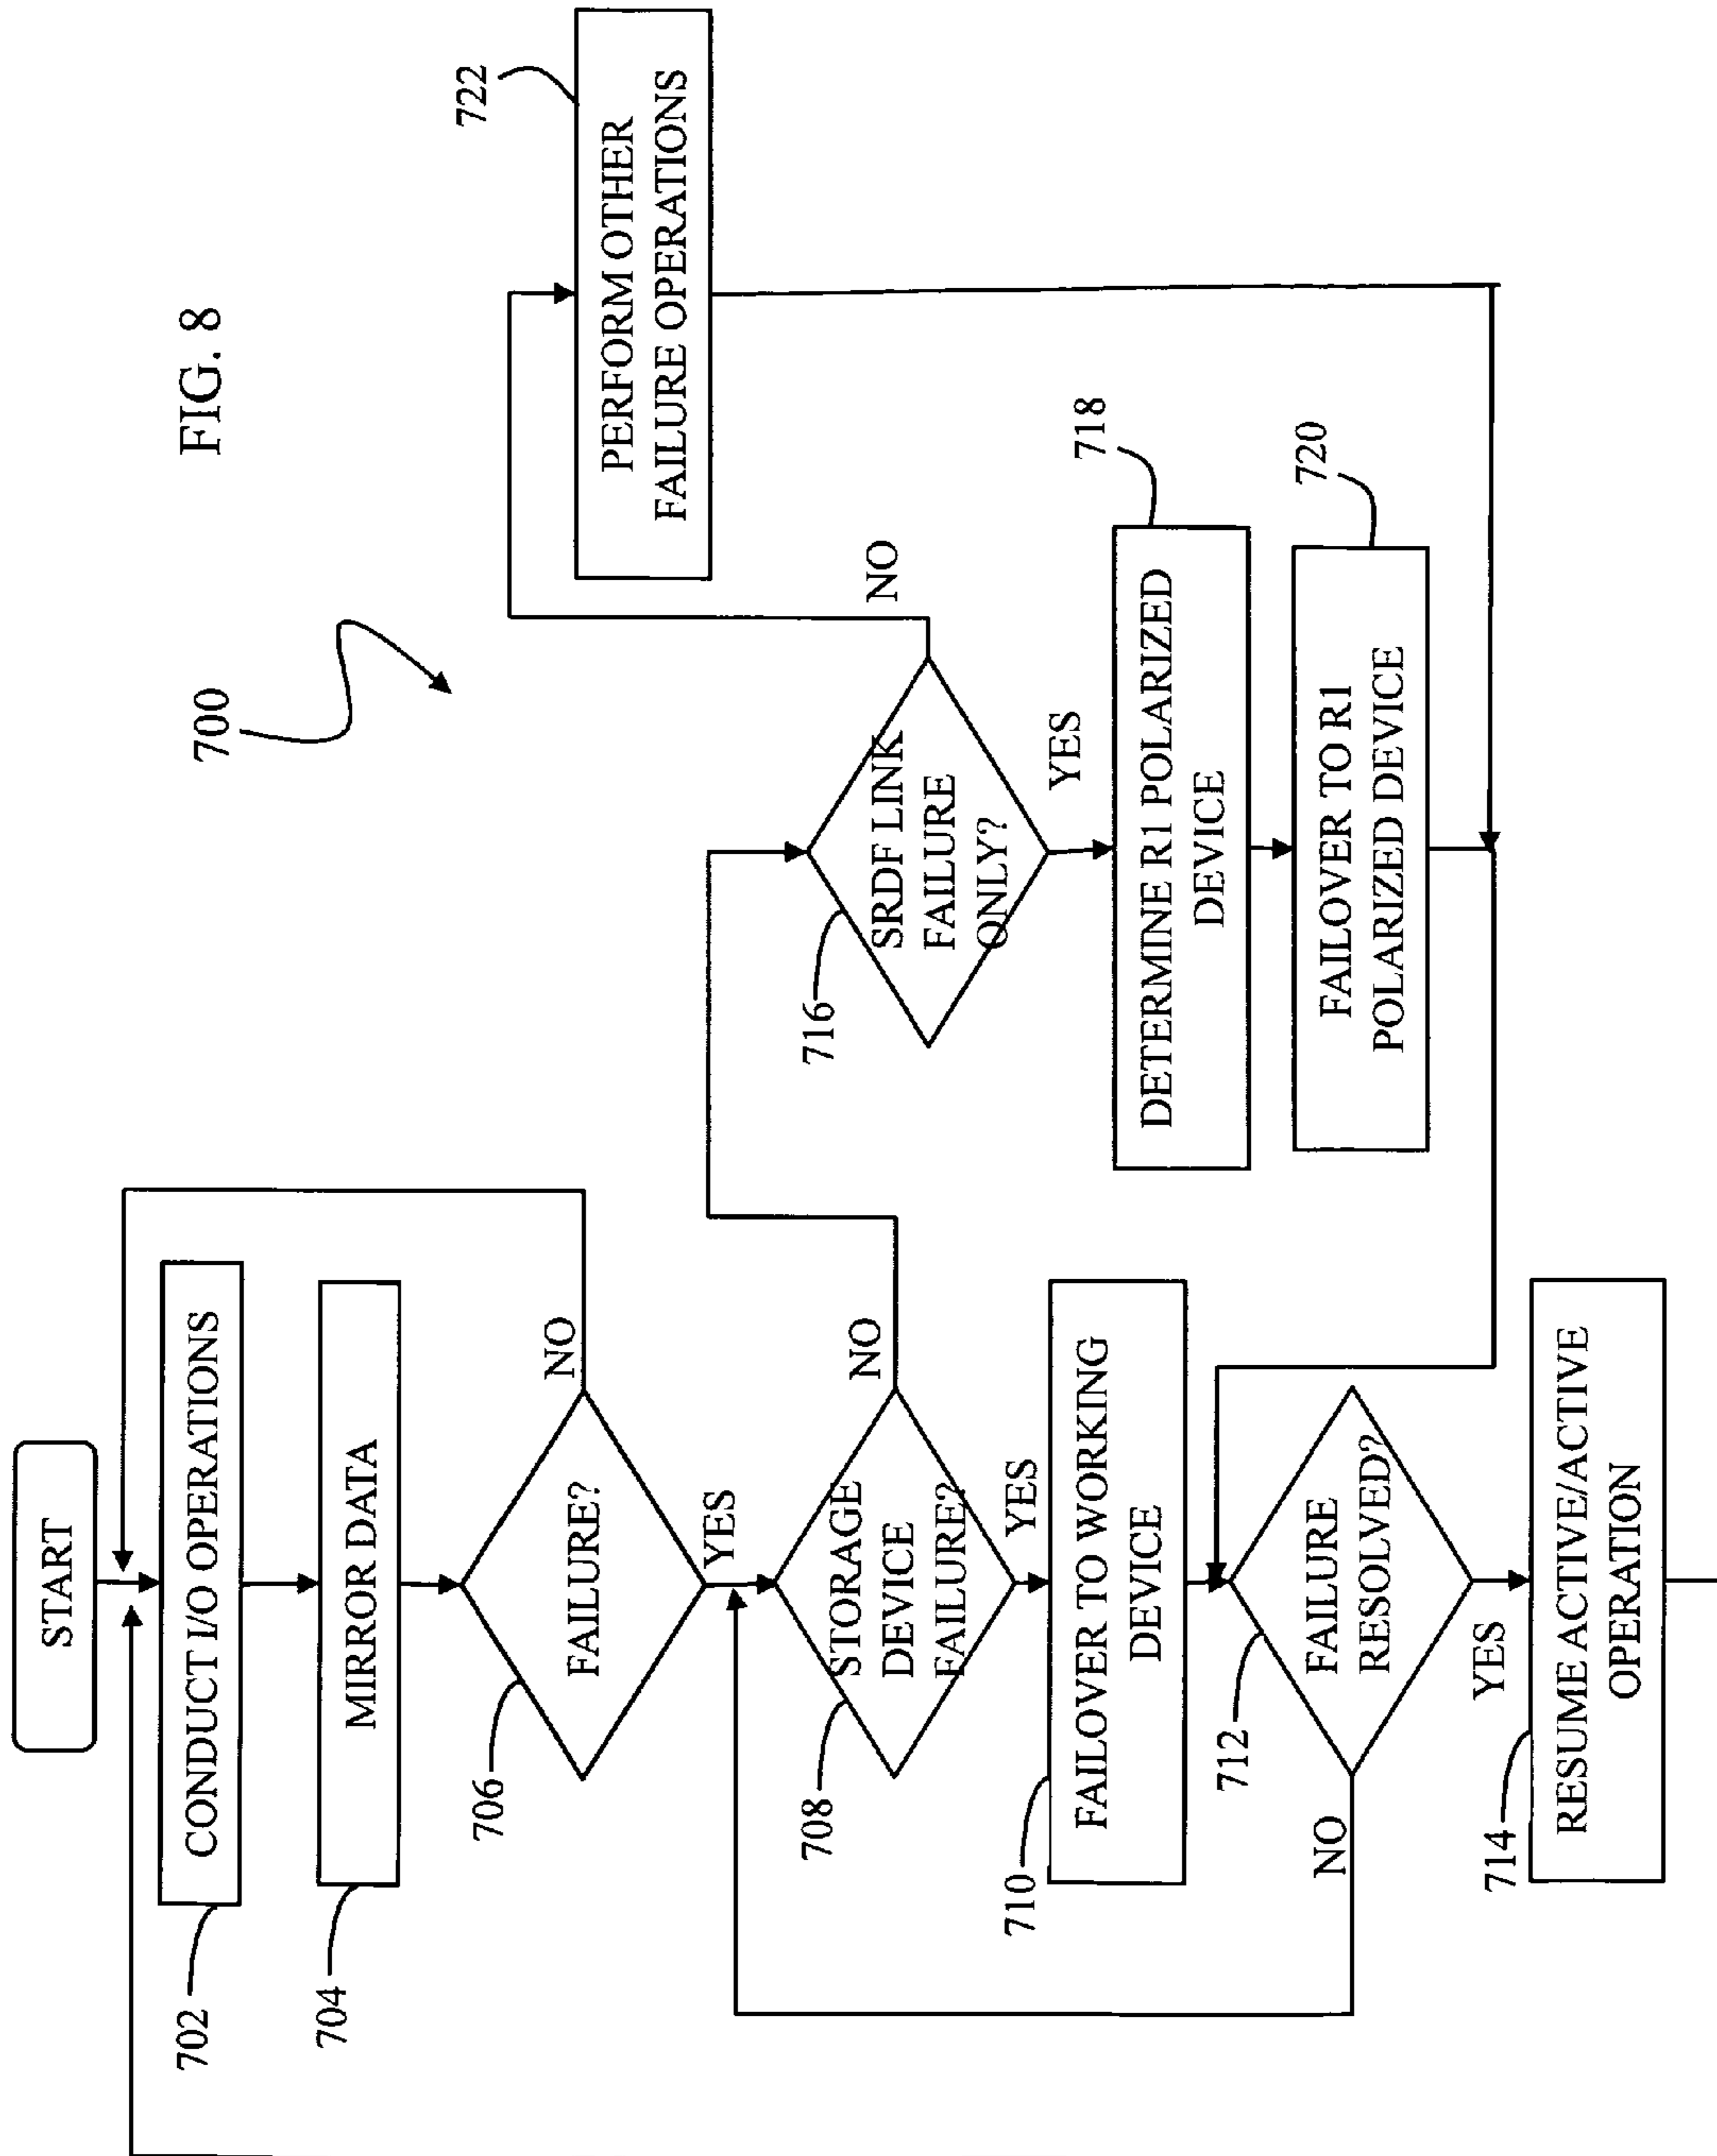 FIG. 8
700
START
CONDUCT I/O OPERATIONS
702
MIRROR DATA
704
FAILURE?
706
NO
YES
STORAGE
DEVICE
FAILURE?
708
NO
YES
FAILOVER TO WORKING
DEVICE
710
FAILURE
RESOLVED?
712
NO
YES
RESUME ACTIVE/ACTIVE
OPERATION
714
SRDF LINK
FAILURE
ONLY?
716
NO
YES
DETERMINE R1 POLARIZED
DEVICE
718
FAILOVER TO R1
POLARIZED DEVICE
720
PERFORM OTHER
FAILURE OPERATIONS
722